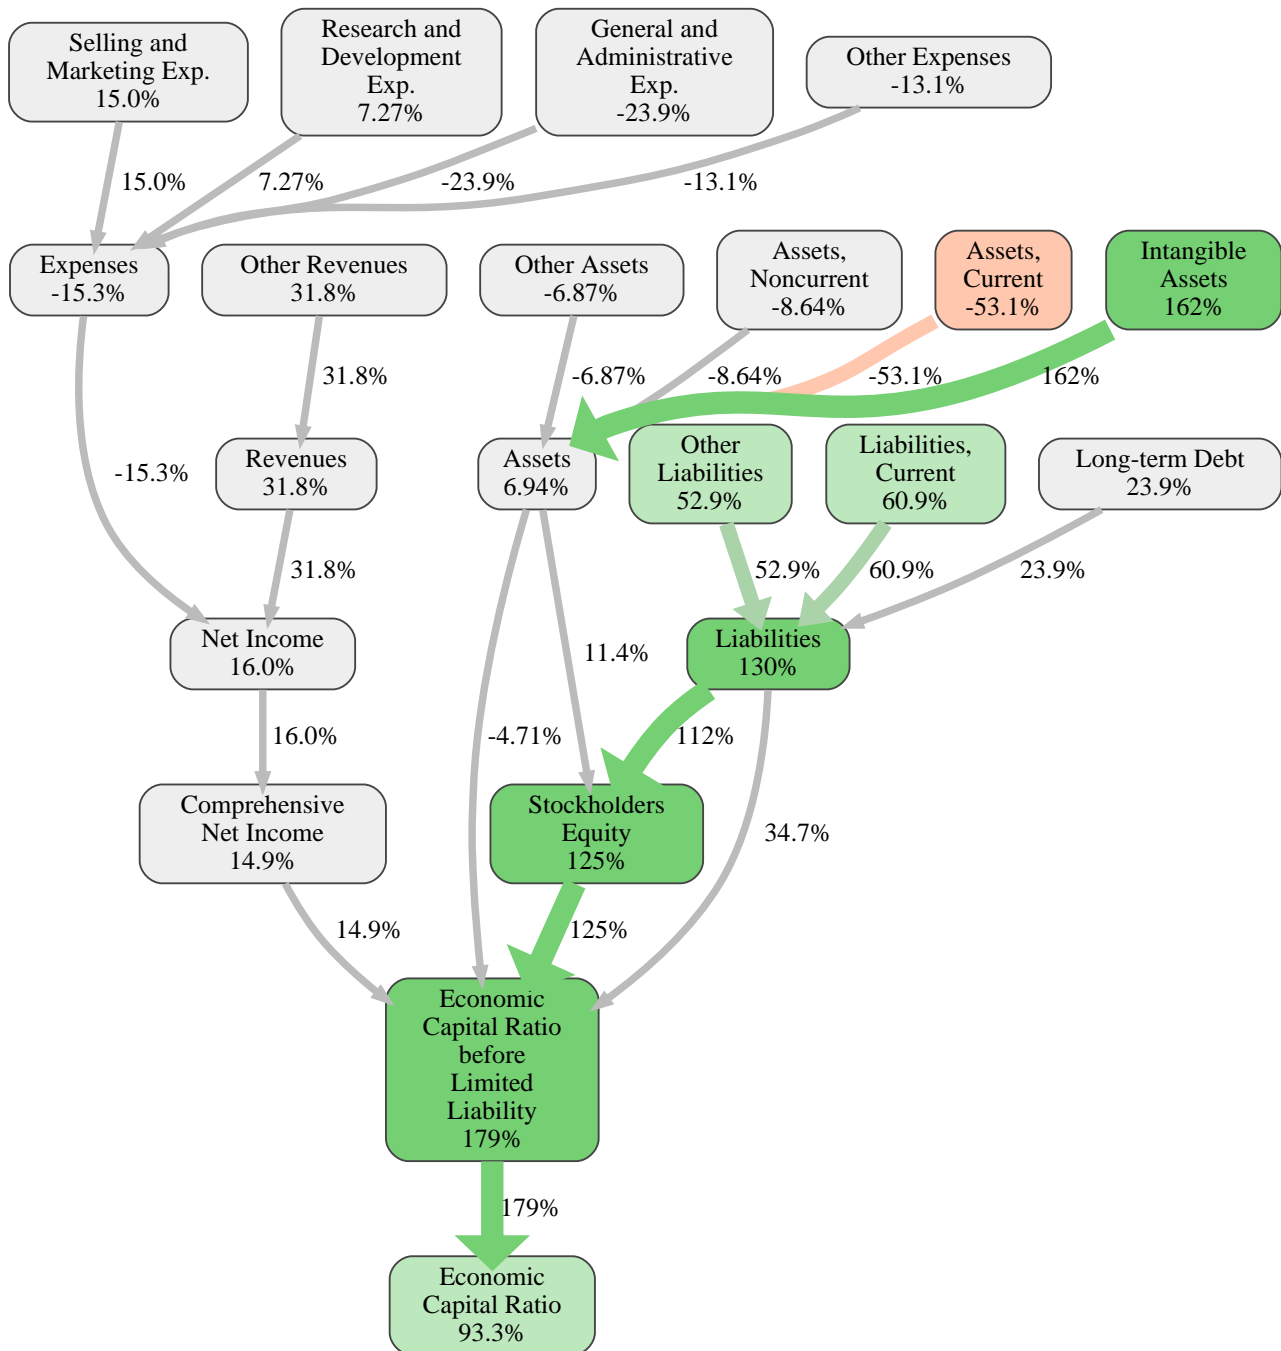 Selling and
Marketing Exp.
15.0%
Research and
Development
Exp.
7.27%
General and
Administrative
Exp.
-23.9%
Other Expenses
-13.1%
15.0%
7.27%
-23.9%
-13.1%
Expenses
-15.3%
Other Revenues
31.8%
Other Assets
-6.87%
Assets,
Noncurrent
-8.64%
Assets,
Current
-53.1%
Intangible
Assets
162%
31.8%
-6.87%
-8.64%
-53.1%
162%
-15.3%
Revenues
31.8%
Assets
6.94%
Other
Liabilities
52.9%
Liabilities,
Current
60.9%
Long-term Debt
23.9%
31.8%
52.9%
60.9%
23.9%
Net Income
16.0%
11.4%
Liabilities
130%
16.0%
-4.71%
112%
Comprehensive
Net Income
14.9%
Stockholders
Equity
125%
34.7%
14.9%
125%
Economic
Capital Ratio
before
Limited
Liability
179%
179%
Economic
Capital Ratio
93.3%